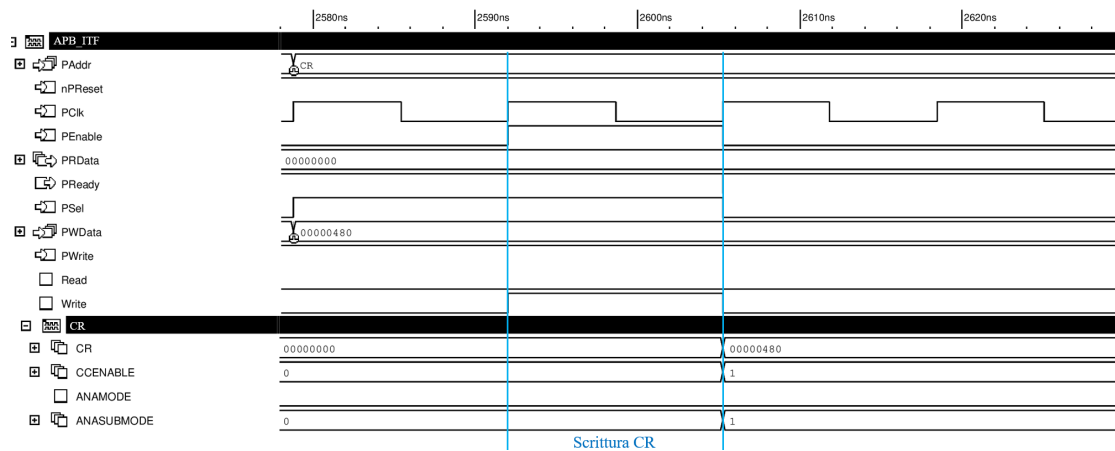 2580ns 2590ns 2600ns 2610ns 2620ns
APB_ITF
PAddr CR
nPReset
PClk
PEnable
PRData 00000000
PReady
PSel
PWData 00000480
PWrite
Read
Write
CR
CR 00000000 00000480
CCENABLE 0 1
ANAMODE
ANASUBMODE 0 1
Scrittura CR